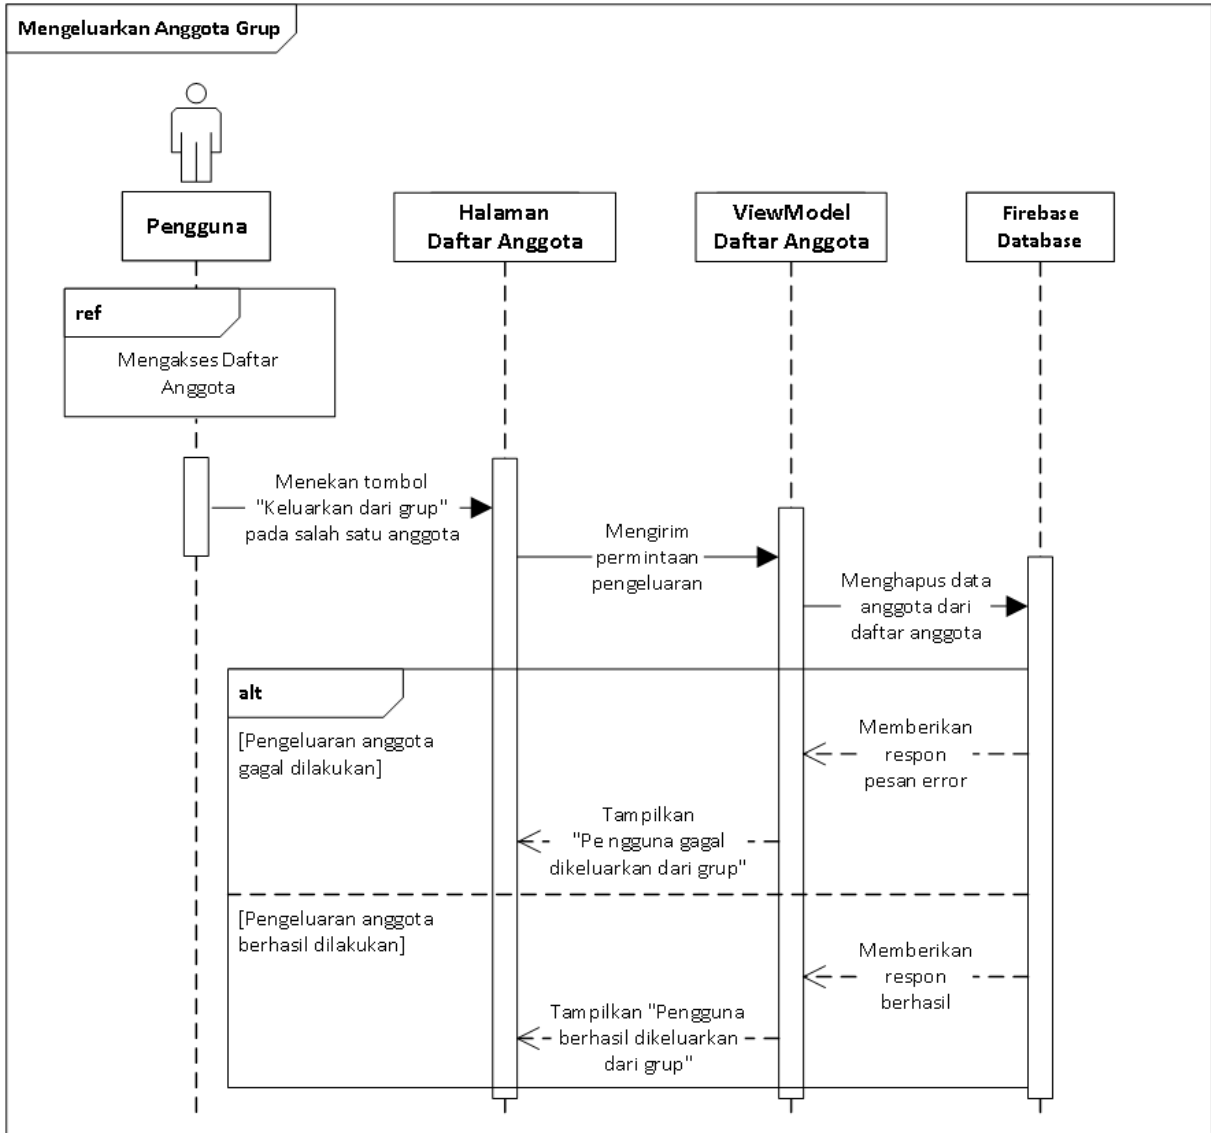 Mengeluarkan Anggota Grup
Pengguna
Halaman
Daftar Anggota
ViewModel
Daftar Anggota
Firebase
Database
ref
Mengakses Daftar
Anggota
Menekan tombol
"Keluarkan dari grup"
pada salah satu anggota
Mengirim
permintaan
pengeluaran
Menghapus data
anggota dari
daftar anggota
alt
[Pengeluaran anggota
gagal dilakukan]
Memberikan
respon
pesan error
Tampilkan
"Pengguna gagal
dikeluarkan dari grup"
[Pengeluaran anggota
berhasil dilakukan]
Memberikan
respon
berhasil
Tampilkan "Pengguna
berhasil dikeluarkan
dari grup"